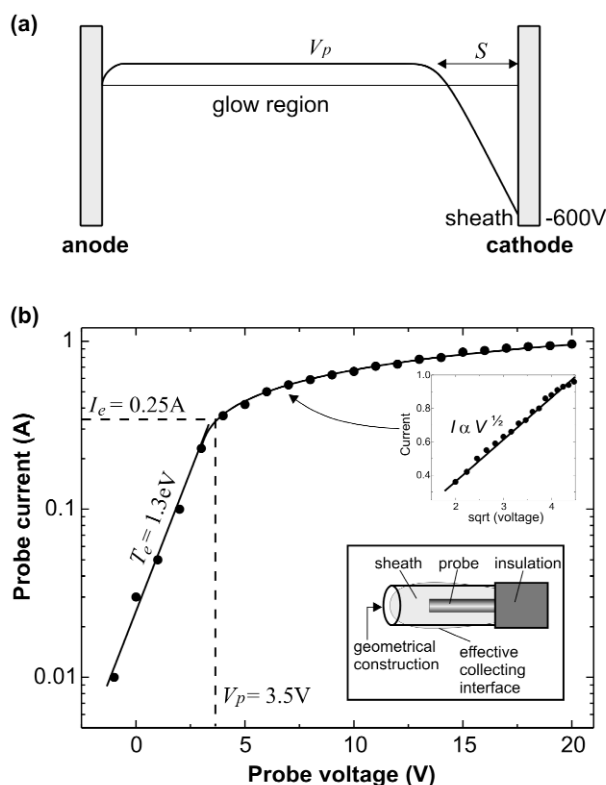 (a)
Vp
S
glow region
sheath
-600V
anode
cathode
(b)
1
0.1
0.01
Probe current (A)
Ie = 0.25A
Te = 1.3eV
Vp = 3.5V
1.0
0.8
0.6
0.4
Current
I α V ½
2 3 4
sqrt (voltage)
sheath probe insulation
geometrical
construction
effective
collecting
interface
0 5 10 15 20
Probe voltage (V)